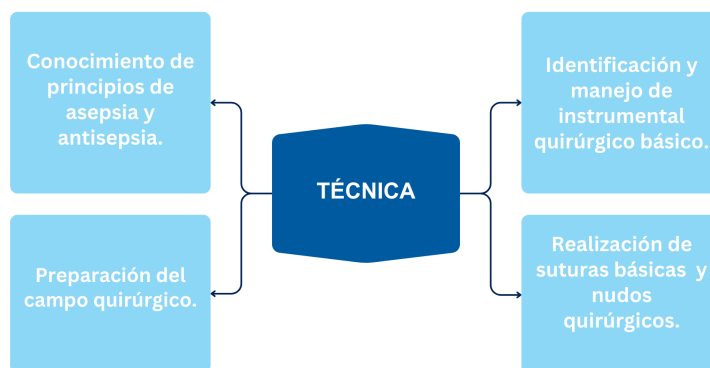 Conocimiento de
principios de
asepsia y
antisepsia.
Identificación y
manejo de
instrumental
quirúrgico básico.
TÉCNICA
Preparación del
campo quirúrgico.
Realización de
suturas básicas y
nudos
quirúrgicos.